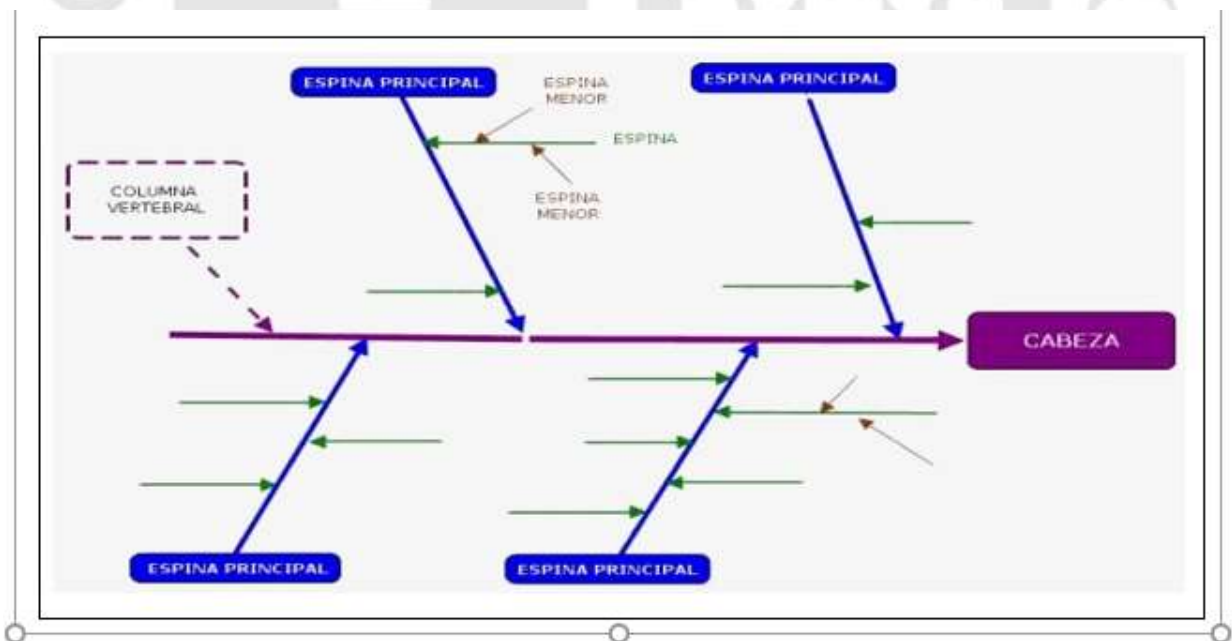 ESPINA PRINCIPAL
ESPINA
MENOR
ESPINA PRINCIPAL
ESPINA
COLUMNA
VERTEBRAL
ESPINA
MENOR
CABEZA
ESPINA PRINCIPAL
ESPINA PRINCIPAL